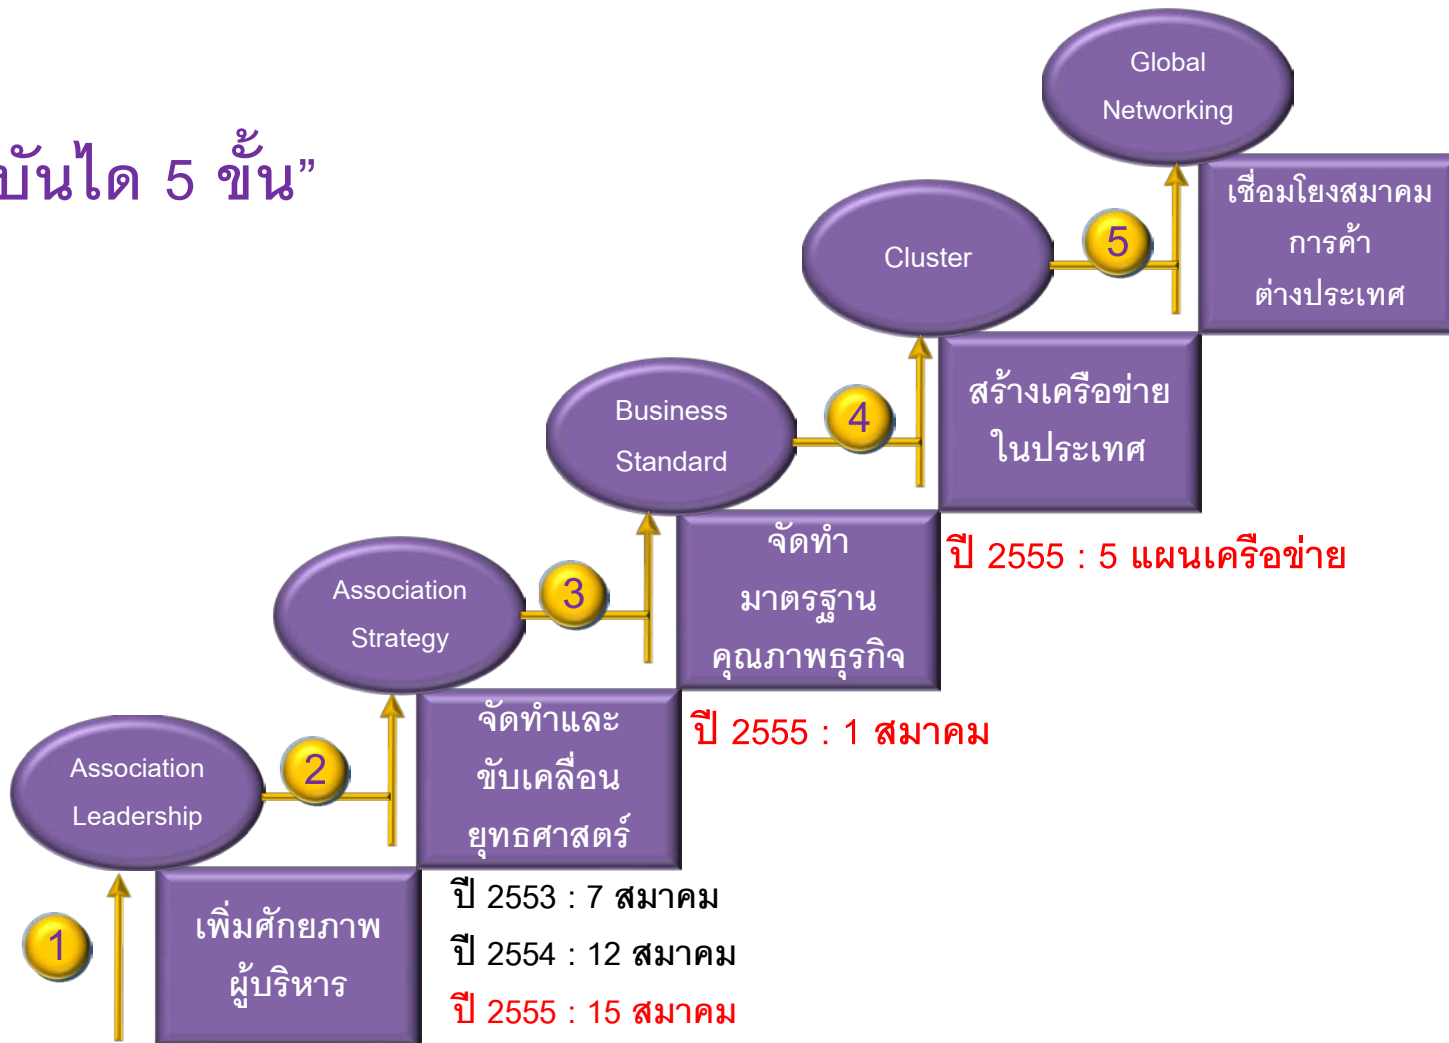 บันได 5 ขั้น”
Global
Networking
เชื่อมโยงสมาคม
การค้า
ต่างประเทศ
5
Cluster
สร้างเครือข่าย
ในประเทศ
4
Business
Standard
จัดทำ
มาตรฐาน
คุณภาพธุรกิจ
ปี 2555 : 5 แผนเครือข่าย
3
Association
Strategy
จัดทำและ
ขับเคลื่อน
ยุทธศาสตร์
ปี 2555 : 1 สมาคม
2
Association
Leadership
1
เพิ่มศักยภาพ
ผู้บริหาร
ปี 2553 : 7 สมาคม
ปี 2554 : 12 สมาคม
ปี 2555 : 15 สมาคม